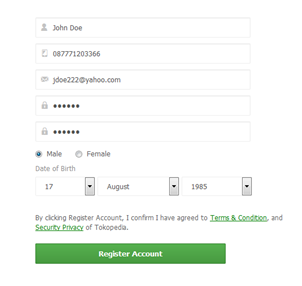 John Doe
087771203366
jdoe222@yahoo.com
●●●●●●
●●●●●●
Male Female
Date of Birth
17 August 1985
By clicking Register Account, I confirm I have agreed to Terms & Condition, and
Security Privacy of Tokopedia.
Register Account